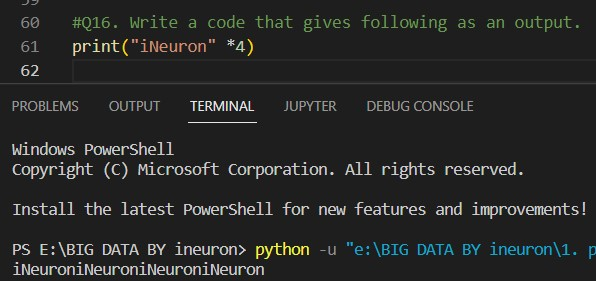 59
60 #Q16. Write a code that gives following as an output.
61 print("iNeuron" *4)
62
PROBLEMS OUTPUT TERMINAL JUPYTER DEBUG CONSOLE
Windows PowerShell
Copyright (C) Microsoft Corporation. All rights reserved.
Install the latest PowerShell for new features and improvements!
PS E:\BIG DATA BY ineuron> python -u "e:\BIG DATA BY ineuron\1. p
iNeuroniNeuroniNeuroniNeuron